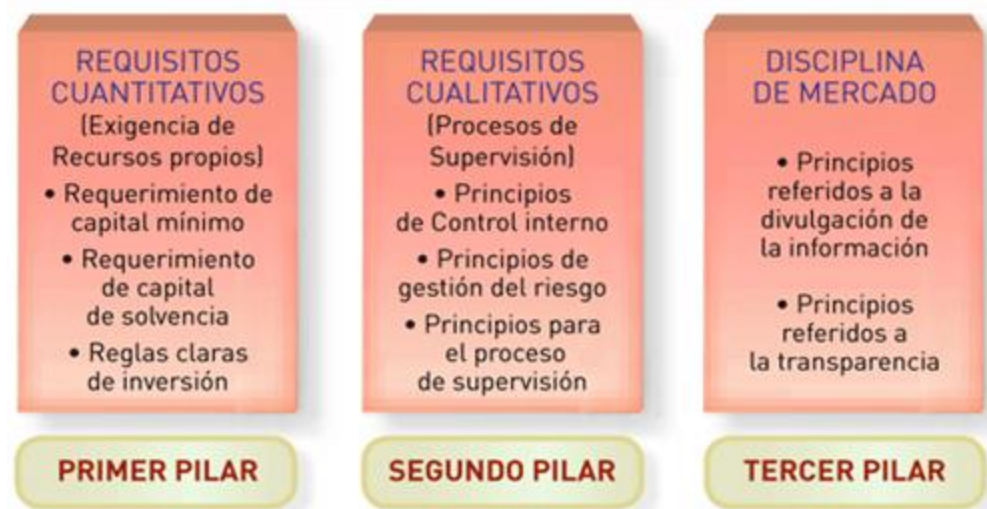 REQUISITOS
CUANTITATIVOS
(Exigencia de
Recursos propios)
• Requerimiento de
capital mínimo
• Requerimiento
de capital
de solvencia
• Reglas claras
de inversión
PRIMER PILAR
REQUISITOS
CUALITATIVOS
(Procesos de
Supervisión)
• Principios
de Control interno
• Principios de
gestión del riesgo
• Principios para
el proceso
de supervisión
SEGUNDO PILAR
DISCIPLINA
DE MERCADO
• Principios
referidos a la
divulgación de
la información
• Principios
referidos a
la transparencia
TERCER PILAR